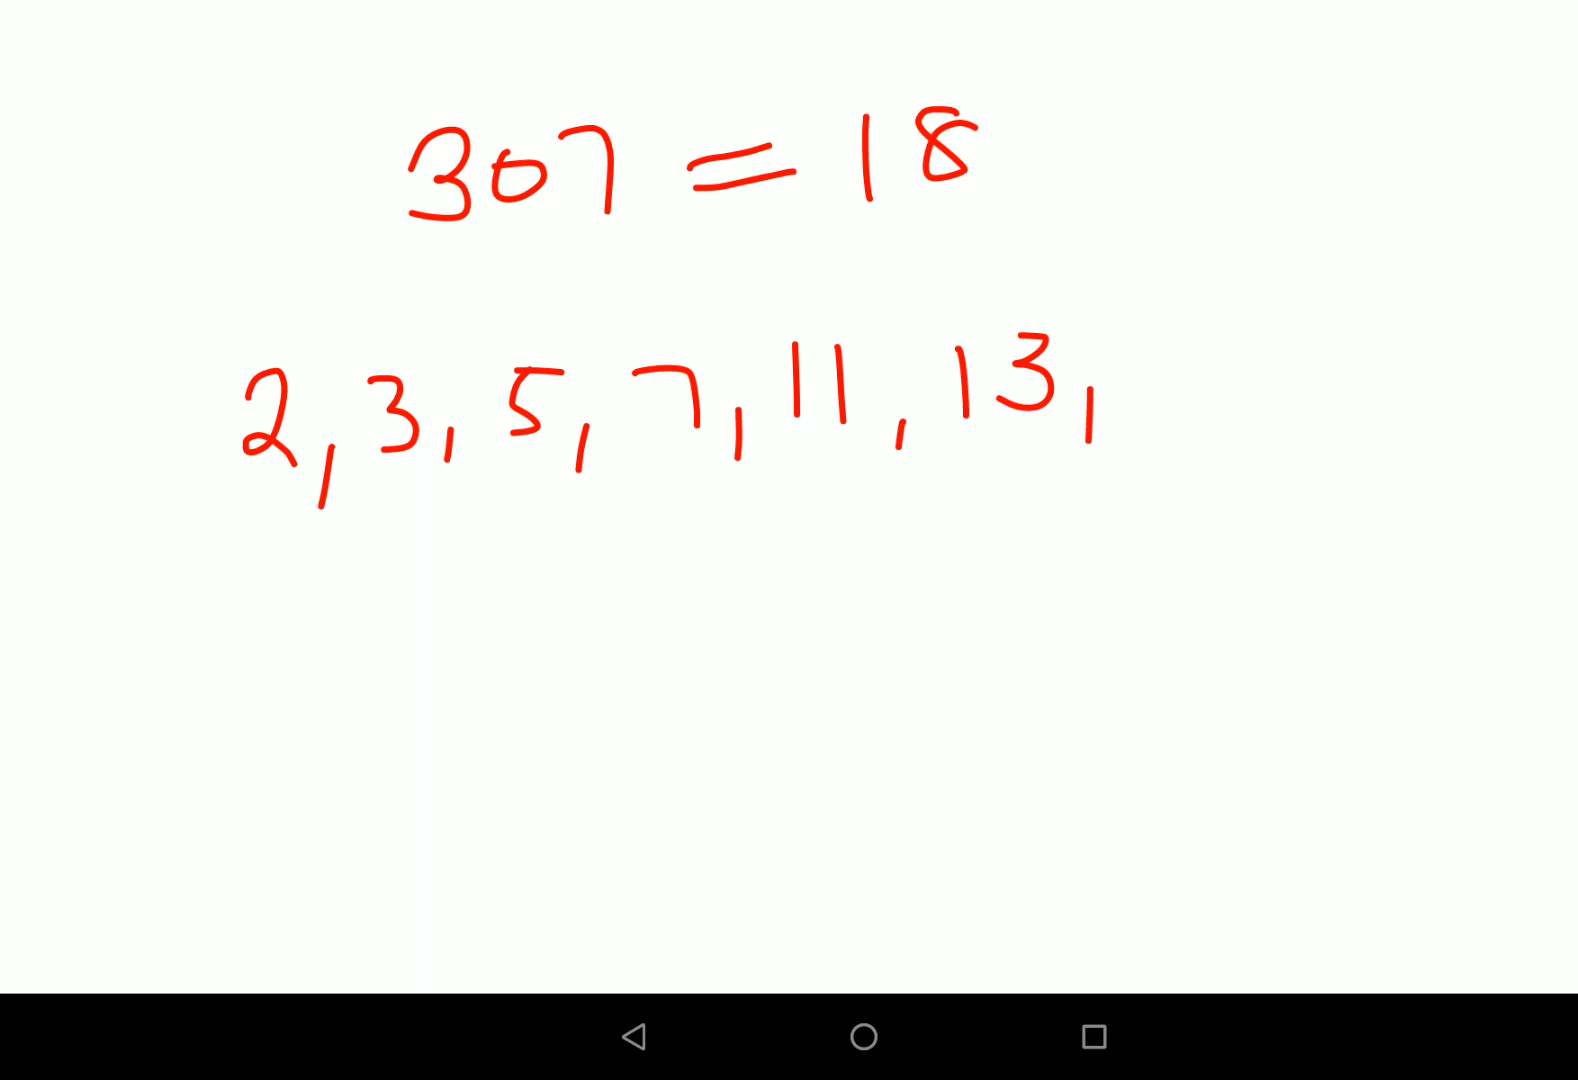 307 = 18
2, 3, 5, 7, 11, 13,